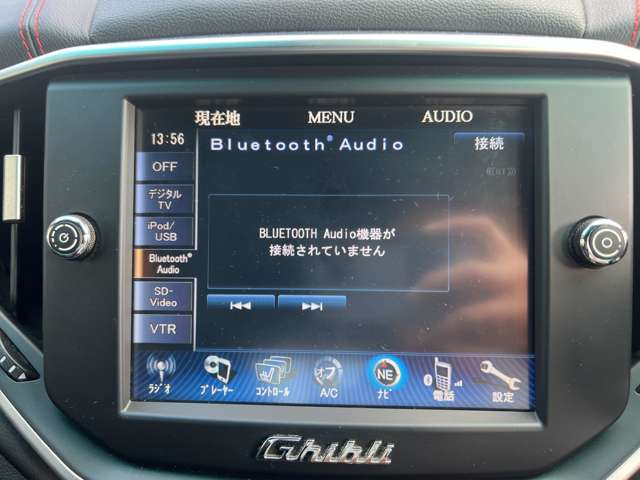 現在地 MENU AUDIO
13:56 Bluetooth® Audio 接続
OFF
デジタル
TV
iPod/
USB
Bluetooth®
Audio
SD-
Video
VTR
BLUETOOTH Audio機器が
接続されていません
ラジオ プレーヤー コントロール オフ A/C NE ナビ 電話 設定
Ghibli